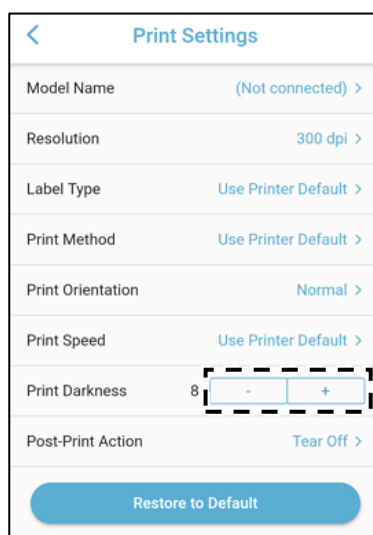 Print Settings
Model Name (Not connected) >
Resolution 300 dpi >
Label Type Use Printer Default >
Print Method Use Printer Default >
Print Orientation Normal >
Print Speed Use Printer Default >
Print Darkness 8 - +
Post-Print Action Tear Off >
Restore to Default